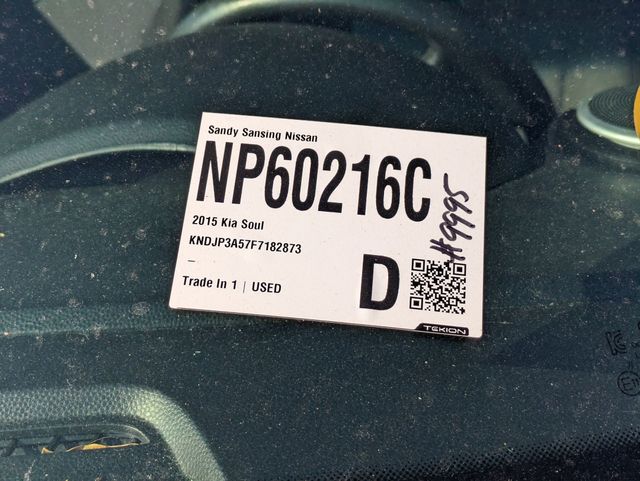 Sandy Sansing Nissan
NP60216C
#9995
2015 Kia Soul
KNDJP3A57F7182873
–
Trade In 1 | USED
D
TEKION